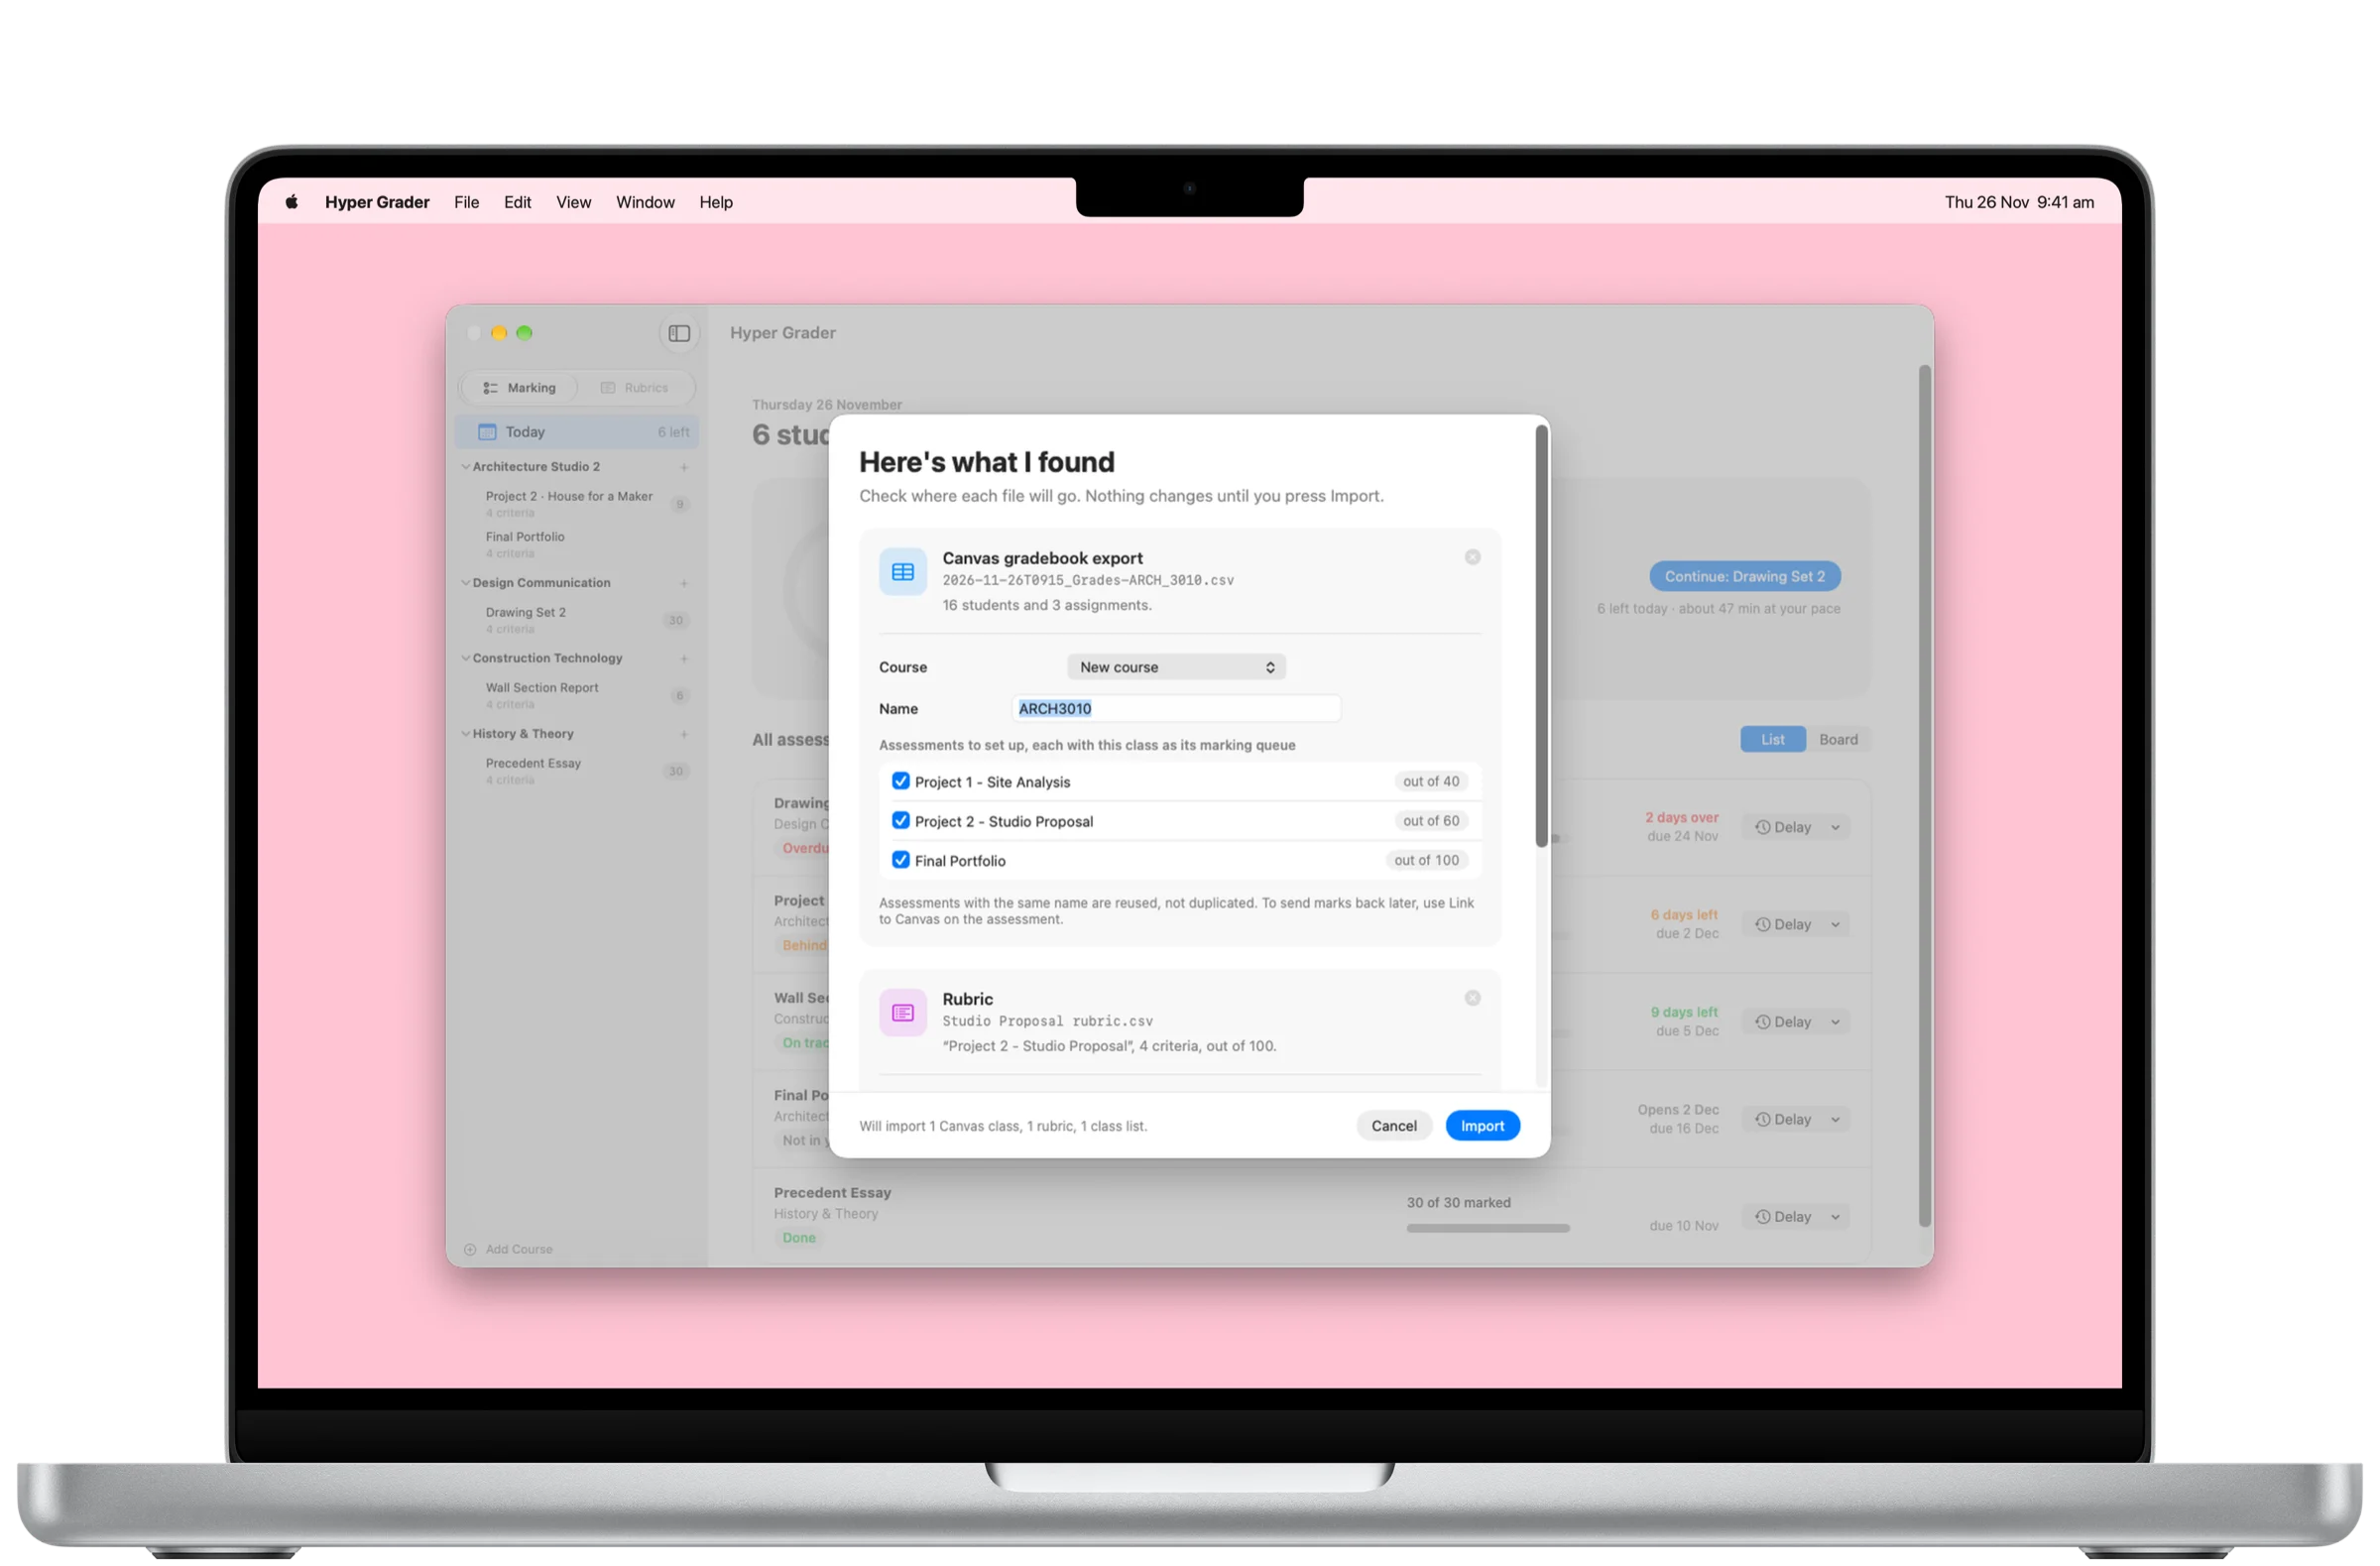 Hyper Grader File Edit View Window Help
Thu 26 Nov 9:41 am
Hyper Grader
Marking
Rubrics
Today
6 left
Architecture Studio 2
Project 2 · House for a Maker
4 criteria
9
Final Portfolio
4 criteria
Design Communication
Drawing Set 2
4 criteria
30
Construction Technology
Wall Section Report
4 criteria
6
History & Theory
Precedent Essay
4 criteria
30
Add Course
Thursday 26 November
6
Continue: Drawing Set 2
6 left today · about 47 min at your pace
All
List
Board
2 days over
due 24 Nov
Delay
Project
Behind
6 days left
due 2 Dec
Delay
Wall
9 days left
due 5 Dec
Delay
Final
Not in
Opens 2 Dec
due 16 Dec
Delay
Precedent Essay
History & Theory
Done
30 of 30 marked
due 10 Nov
Delay
Here's what I found
Check where each file will go. Nothing changes until you press Import.
Canvas gradebook export
2026-11-26T0915_Grades-ARCH_3010.csv
16 students and 3 assignments.
Course
New course
Name
ARCH3010
Assessments to set up, each with this class as its marking queue
Project 1 - Site Analysis
out of 40
Project 2 - Studio Proposal
out of 60
Final Portfolio
out of 100
Assessments with the same name are reused, not duplicated. To send marks back later, use Link
to Canvas on the assessment.
Rubric
Studio Proposal rubric.csv
“Project 2 - Studio Proposal”, 4 criteria, out of 100.
Will import 1 Canvas class, 1 rubric, 1 class list.
Cancel
Import